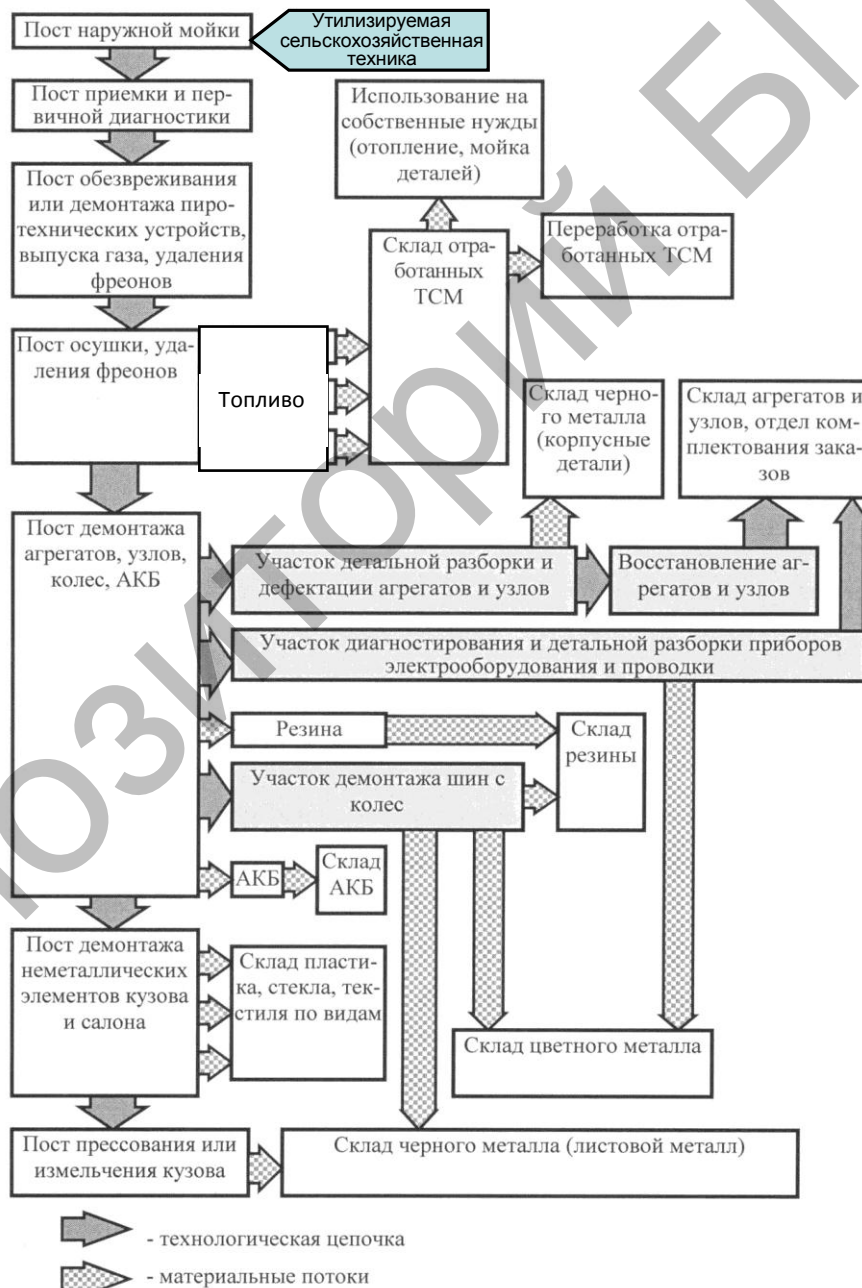 Пост наружной мойки
Утилизируемая
сельскохозяйственная
техника
Пост приемки и пер-
вичной диагностики
Использование на
собственные нужды
(отопление, мойка
деталей)
Пост обезвреживания
или демонтажа пиро-
технических устройств,
выпуска газа, удаления
фреонов
Склад отра-
ботанных
ТСМ
Переработка отра-
ботанных ТСМ
Пост осушки, уда-
ления фреонов
Топливо
Склад черно-
го металла
(корпусные
детали)
Склад агрегатов и
узлов, отдел ком-
плектования зака-
зов
Пост демонтажа
агрегатов, узлов,
колес, АКБ
Участок детальной разборки и
дефектации агрегатов и узлов
Восстановление аг-
регатов и узлов
Участок диагностирования и детальной разборки приборов
электрооборудования и проводки
Резина
Склад
резины
Участок демонтажа шин с
колес
АКБ
Склад
АКБ
Пост демонтажа
неметаллических
элементов кузова
и салона
Склад пласти-
ка, стекла, тек-
стиля по видам
Склад цветного металла
Пост прессования или
измельчения кузова
Склад черного металла (листовой металл)
- технологическая цепочка
- материальные потоки